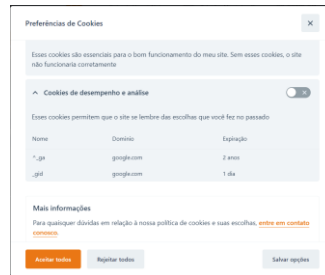 Preferências de Cookies
Esses cookies são essenciais para o bom funcionamento do meu site. Sem esses cookies, o site
não funcionaria corretamente
Cookies de desempenho e análise
Esses cookies permitem que o site se lembre das escolhas que você fez no passado
Nome Domínio Expiração
^_ga google.com 2 anos
_gid google.com 1 dia
Mais informações
Para quaisquer dúvidas em relação à nossa política de cookies e suas escolhas, entre em contato
conosco.
Aceitar todos Rejeitar todos Salvar opções